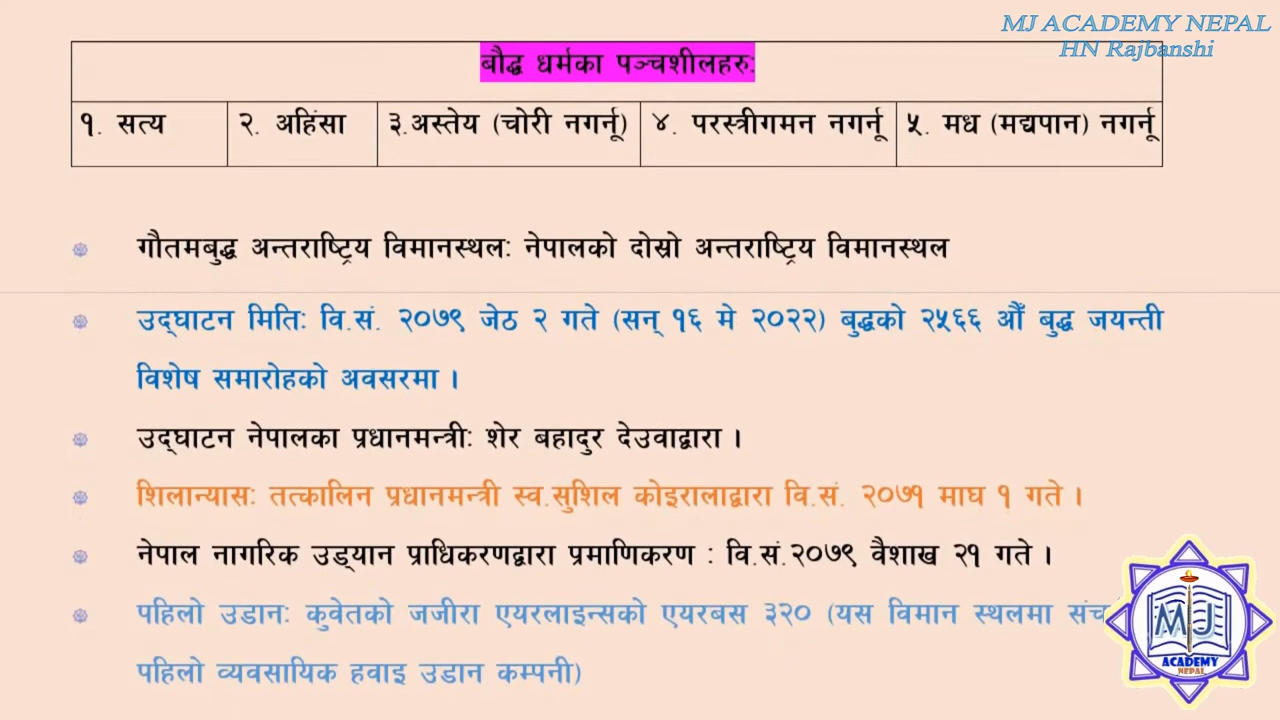 MJ ACADEMY NEPAL
HN Rajbanshi
बौद्ध धर्मका पञ्चशीलहरु:
१. सत्य २. अहिंसा ३.अस्तेय (चोरी नगर्नू) ४. परस्त्रीगमन नगर्नू ५. मध (मद्यपान) नगर्नू
गौतमबुद्ध अन्तराष्ट्रिय विमानस्थल: नेपालको दोस्रो अन्तराष्ट्रिय विमानस्थल
उद्घाटन मिति: वि.सं. २०७९ जेठ २ गते (सन् १६ मे २०२२) बुद्धको २५६६ औँ बुद्ध जयन्ती
विशेष समारोहको अवसरमा ।
उद्घाटन नेपालका प्रधानमन्त्री: शेर बहादुर देउवाद्वारा ।
शिलान्यास: तत्कालिन प्रधानमन्त्री स्व.सुशिल कोइरालाद्वारा वि.सं. २०७१ माघ १ गते ।
नेपाल नागरिक उड्यान प्राधिकरणद्वारा प्रमाणिकरण : वि.सं.२०७९ वैशाख २१ गते ।
पहिलो उडान: कुवेतको जजीरा एयरलाइन्सको एयरबस ३२० (यस विमान स्थलमा
पहिलो व्यवसायिक हवाइ उडान कम्पनी)
MJ
ACADEMY
NEPAL